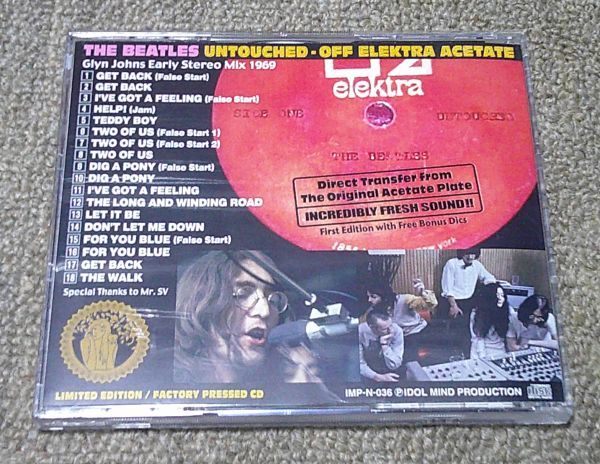 THE BEATLES UNTOUCHED - OFF ELEKTRA ACETATE
Glyn Johns Early Stereo Mix 1969
1 GET BACK (False Start)
2 GET BACK
3 I'VE GOT A FEELING (False Start)
4 HELP! (Jam)
5 TEDDY BOY
6 TWO OF US (False Start 1)
7 TWO OF US (False Start 2)
8 TWO OF US
9 DIG A PONY (False Start)
10 DIG A PONY
11 I'VE GOT A FEELING
12 THE LONG AND WINDING ROAD
13 LET IT BE
14 DON'T LET ME DOWN
15 FOR YOU BLUE (False Start)
16 FOR YOU BLUE
17 GET BACK
18 THE WALK
Special Thanks to Mr. SV
elektra
SIDE ONE UNTOUCHED
THE BEATLES
Direct Transfer from
The Original Acetate Plate
INCREDIBLY FRESH SOUND!!
First Edition with Free Bonus Dics
york
LIMITED EDITION / FACTORY PRESSED CD
IMP-N-036 ℗IDOL MIND PRODUCTION